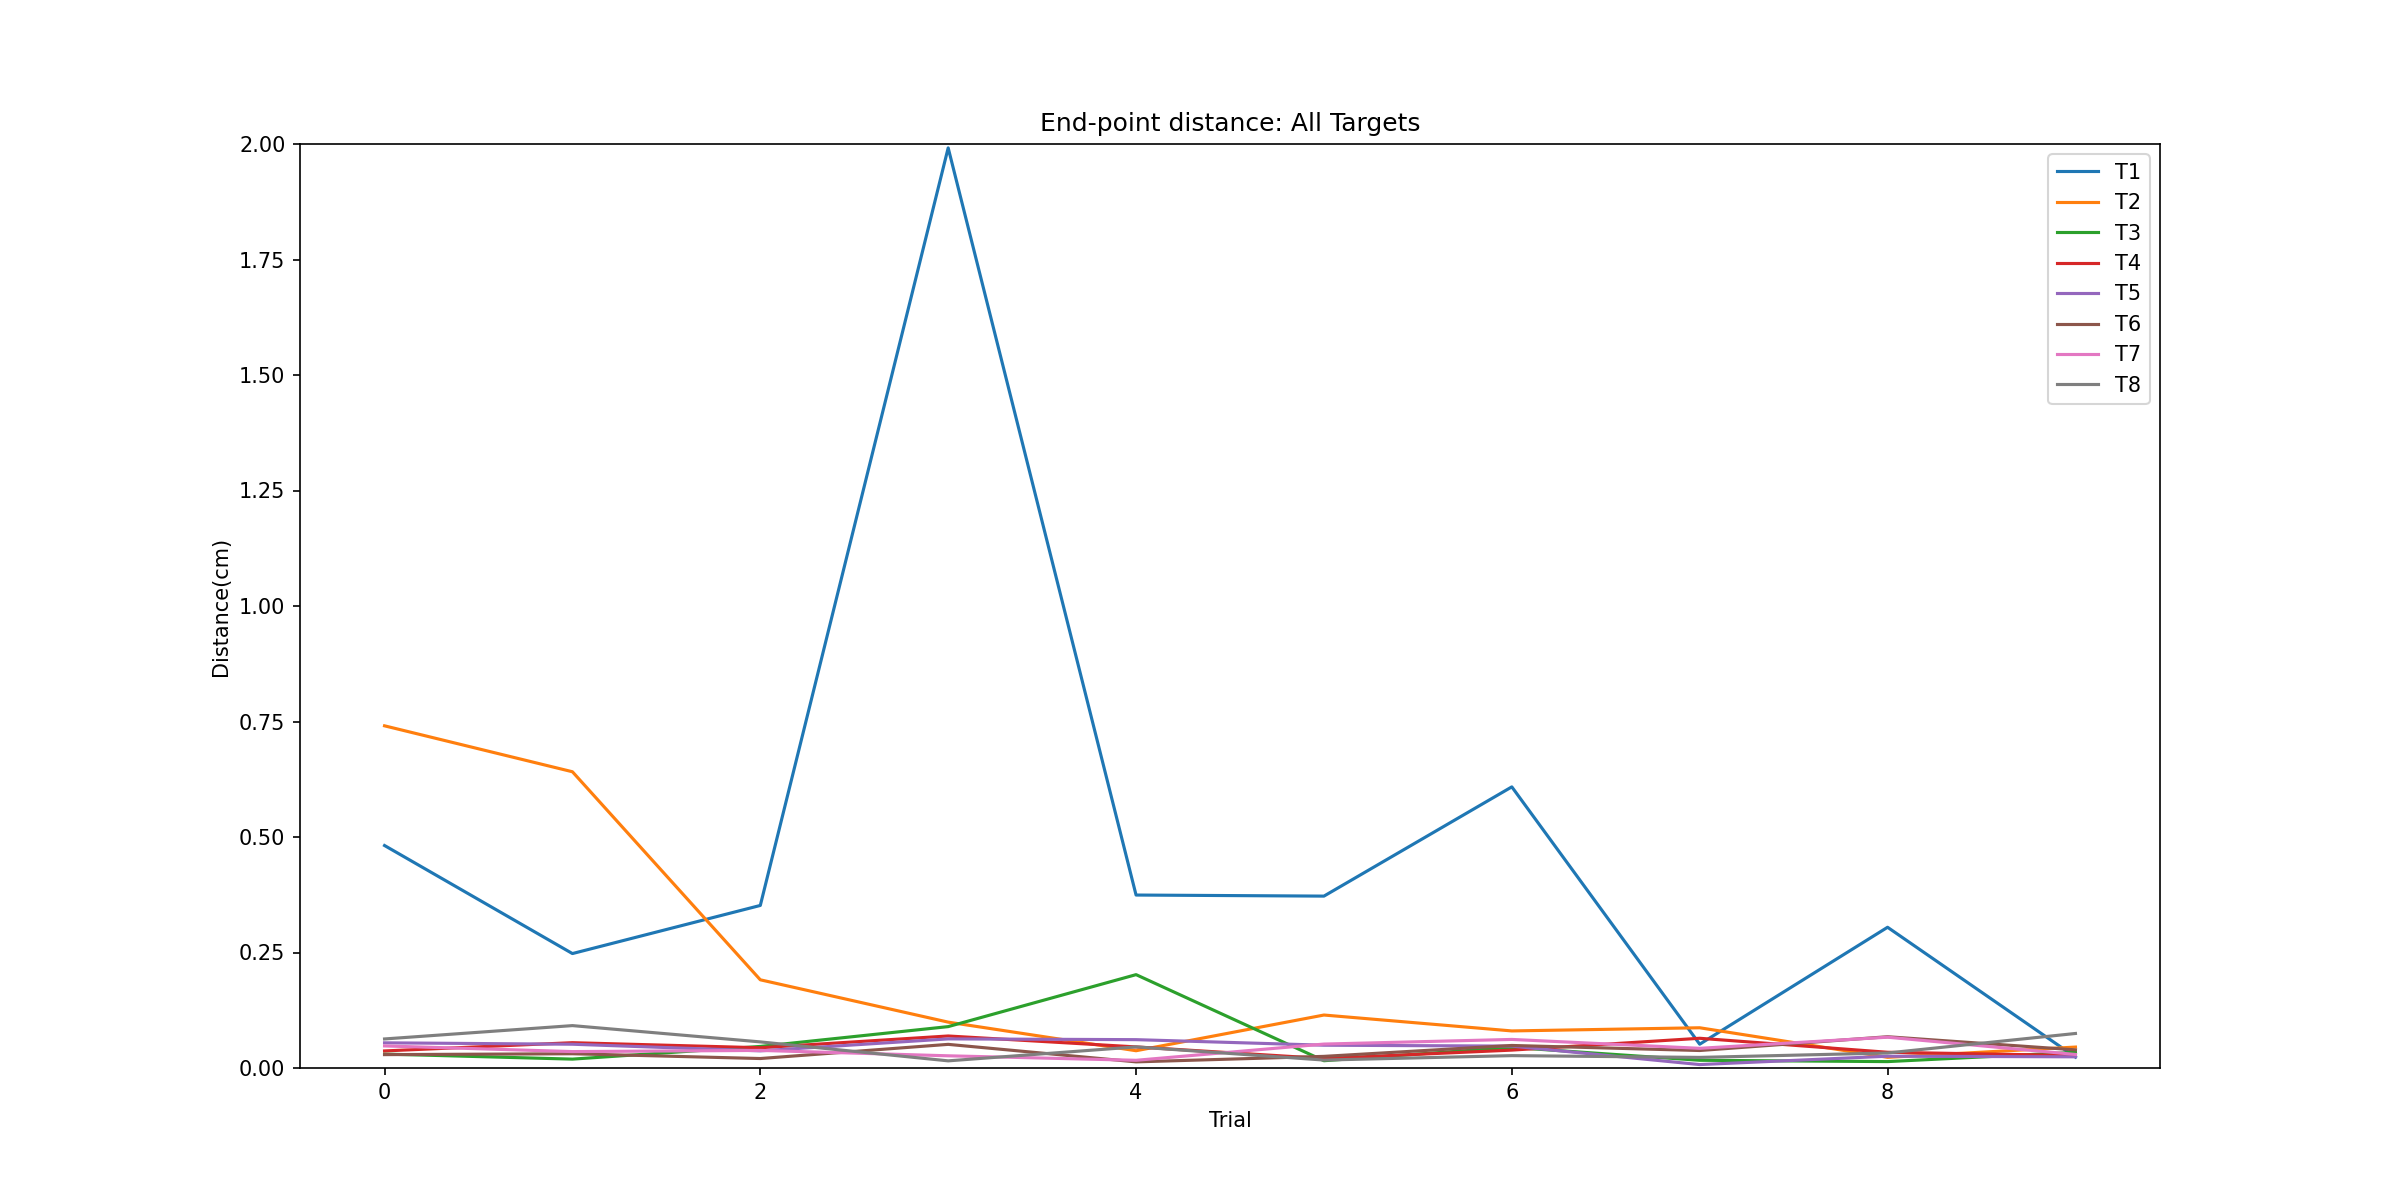 End-point distance: All Targets
2.00
1.75
1.50
1.25
1.00
0.75
0.50
0.25
0.00
Distance(cm)
0 2 4 6 8
Trial
T1
T2
T3
T4
T5
T6
T7
T8